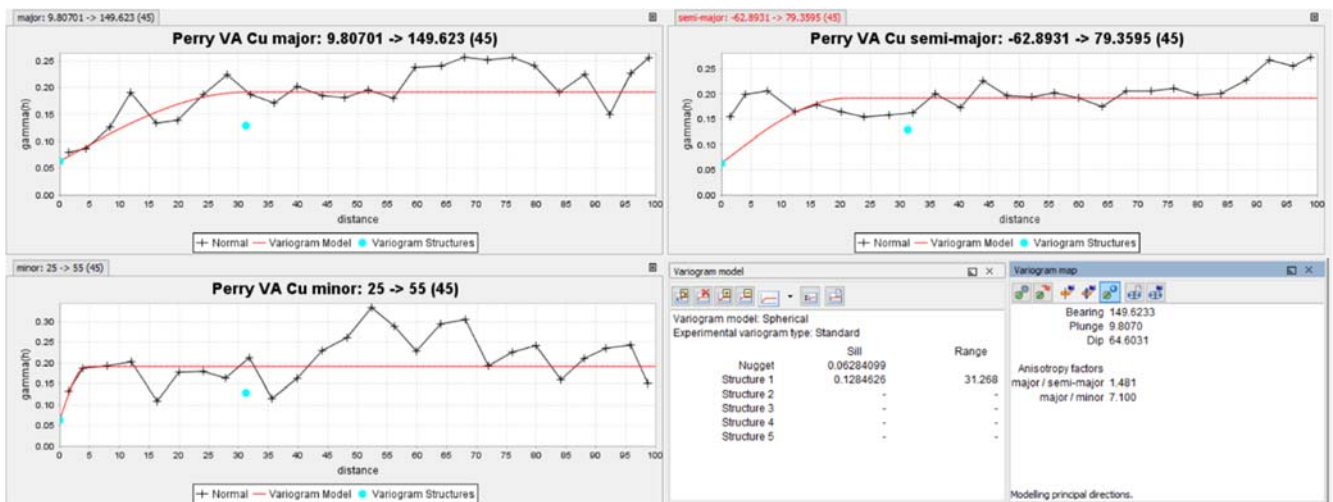 major: 9.80701 -> 149.623 (45)
Perry VA Cu major: 9.80701 -> 149.623 (45)
0.25
0.20
0.15
0.10
0.05
0.00
gamma(h)
0 5 10 15 20 25 30 35 40 45 50 55 60 65 70 75 80 85 90 95 100
distance
Normal Variogram Model Variogram Structures
semi-major: -62.8931 -> 79.3595 (45)
Perry VA Cu semi-major: -62.8931 -> 79.3595 (45)
0.25
0.20
0.15
0.10
0.05
0.00
gamma(h)
0 5 10 15 20 25 30 35 40 45 50 55 60 65 70 75 80 85 90 95 100
distance
Normal Variogram Model Variogram Structures
minor: 25 -> 55 (45)
Perry VA Cu minor: 25 -> 55 (45)
0.30
0.25
0.20
0.15
0.10
0.05
0.00
gamma(h)
0 5 10 15 20 25 30 35 40 45 50 55 60 65 70 75 80 85 90 95 100
distance
Normal Variogram Model Variogram Structures
Variogram model
Variogram model: Spherical
Experimental variogram type: Standard
Sill Range
Nugget 0.06284099
Structure 1 0.1284626 31.268
Structure 2 - -
Structure 3 - -
Structure 4 - -
Structure 5 - -
Variogram map
Bearing 149.6233
Plunge 9.8070
Dip 64.6031
Anisotropy factors
major / semi-major 1.481
major / minor 7.100
Modelling principal directions.